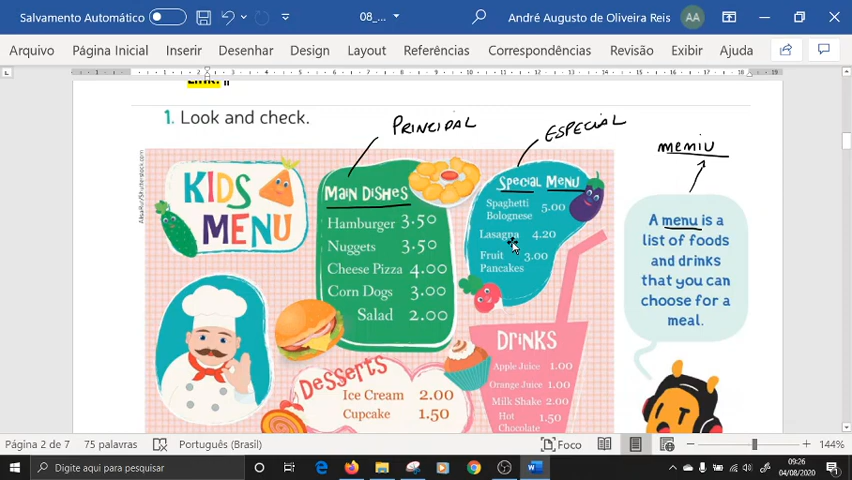 Salvamento Automático
08_...
André Augusto de Oliveira Reis
AA
Arquivo
Página Inicial
Inserir
Desenhar
Design
Layout
Referências
Correspondências
Revisão
Exibir
Ajuda
1. Look and check.
PRINCIPAL
ESPECIAL
memiu
KIDS
MENU
MAIN DISHES
Hamburger 3.50
Nuggets 3.50
Cheese Pizza 4.00
Corn Dogs 3.00
Salad 2.00
Special Menu
Spaghetti
Bolognese 5.00
Lasagna 4.20
Fruit
Pancakes 3.00
A menu is a
list of foods
and drinks
that you can
choose for a
meal.
DRINKS
Apple Juice 1.00
Orange Juice 1.00
Milk Shake 2.00
Hot
Chocolate 1.50
Desserts
Ice Cream 2.00
Cupcake 1.50
AlkaRu/Shutterstock.com
Página 2 de 7
75 palavras
Português (Brasil)
Foco
144%
Digite aqui para pesquisar
09:26
04/08/2020